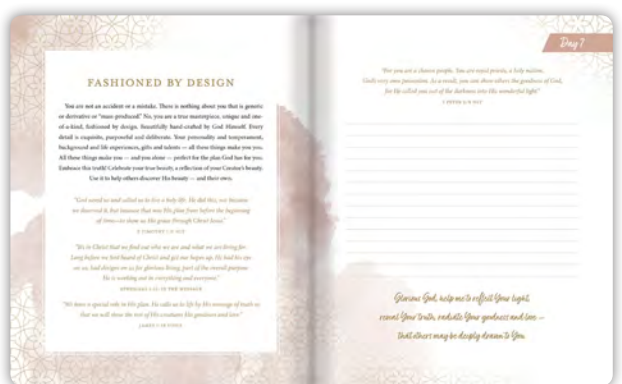 FASHIONED BY DESIGN
You are not an accident or a mistake. There is nothing about you that is generic
or derivative or "mass-produced." No, you are a true masterpiece, unique and one-
of-a-kind, fashioned by design. Beautifully hand-crafted by God Himself. Every
detail is exquisite, purposeful and deliberate. Your personality and temperament,
background and life experiences, gifts and talents — all these things make you you.
All these things make you — and you alone — perfect for the plan God has for you.
Embrace this truth! Celebrate your true beauty, a reflection of your Creator's beauty.
Use it to help others discover His beauty — and their own.
"God saved us and called us to live a holy life. He did this, not because
we deserved it, but because that was His plan from before the beginning
of time—to show us His grace through Christ Jesus."
2 TIMOTHY 1:9 NLT
"It's in Christ that we find out who we are and what we are living for.
Long before we first heard of Christ and got our hopes up, He had his eye
on us, had designs on us for glorious living, part of the overall purpose
He is working out in everything and everyone."
EPHESIANS 1:11-12 THE MESSAGE
"We have a special role in His plan. He calls us to life by His message of truth so
that we will show the rest of His creatures His goodness and love"
JAMES 1:18 VOICE
Day 7
"For you are a chosen people. You are royal priests, a holy nation,
God's very own possession. As a result, you can show others the goodness of God,
for He called you out of the darkness into His wonderful light."
1 PETER 2:9 NLT
Glorious God, help me to reflect Your light,
reveal Your truth, radiate Your goodness and love —
that others may be deeply drawn to You.